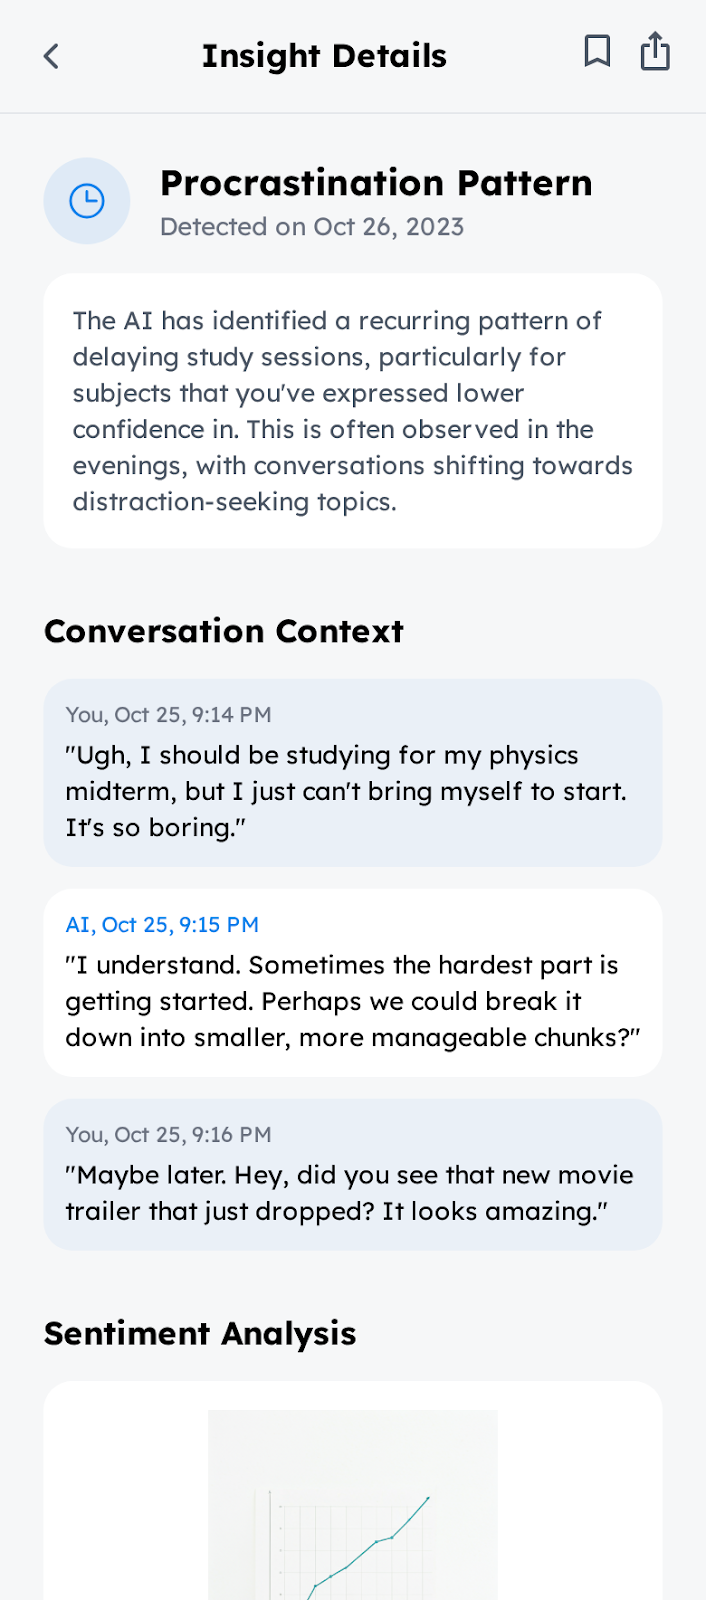 Insight Details
Procrastination Pattern
Detected on Oct 26, 2023
The AI has identified a recurring pattern of
delaying study sessions, particularly for
subjects that you've expressed lower
confidence in. This is often observed in the
evenings, with conversations shifting towards
distraction-seeking topics.
Conversation Context
You, Oct 25, 9:14 PM
"Ugh, I should be studying for my physics
midterm, but I just can't bring myself to start.
It's so boring."
AI, Oct 25, 9:15 PM
"I understand. Sometimes the hardest part is
getting started. Perhaps we could break it
down into smaller, more manageable chunks?"
You, Oct 25, 9:16 PM
"Maybe later. Hey, did you see that new movie
trailer that just dropped? It looks amazing."
Sentiment Analysis